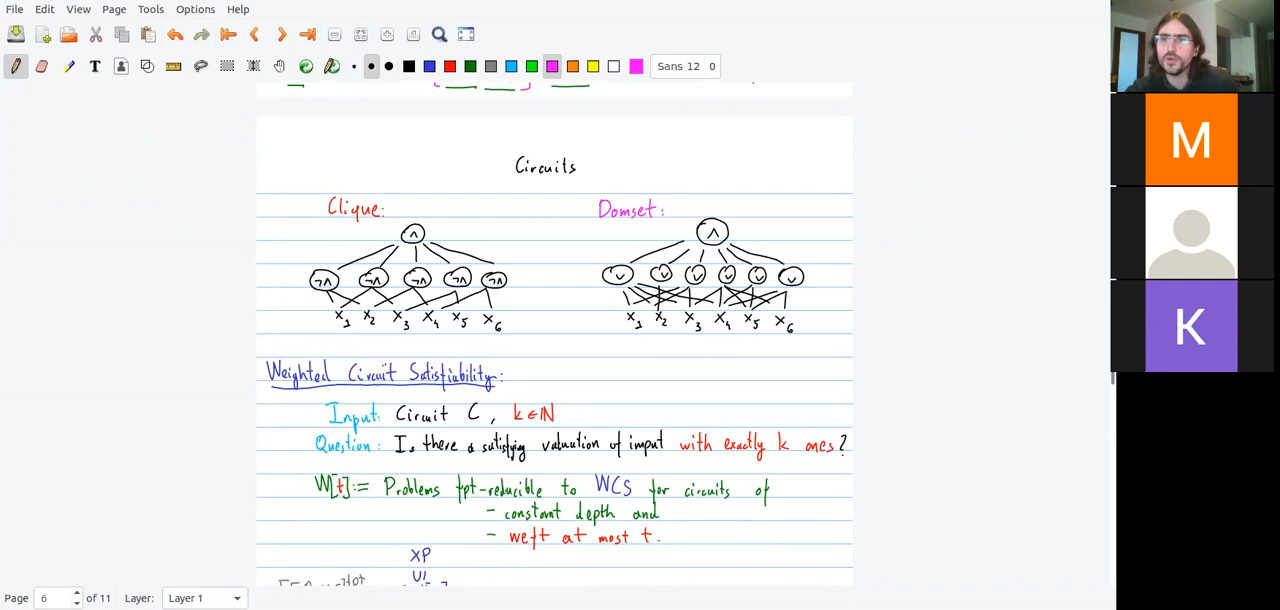 File Edit View Page Tools Options Help
Sans 12 0
Circuits
Clique: Domset:
∧ ∧
¬∧ ¬∧ ¬∧ ¬∧ ¬∧ ∨ ∨ ∨ ∨ ∨ ∨
x1 x2 x3 x4 x5 x6 x1 x2 x3 x4 x5 x6
Weighted Circuit Satisfiability:
Input: Circuit C, k∈ℕ
Question: Is there a satisfying valuation of input with exactly k ones?
W[t]:= Problems fpt-reducible to WCS for circuits of
- constant depth and
- weft at most t.
XP
M
K
Page 6 of 11 Layer: Layer 1